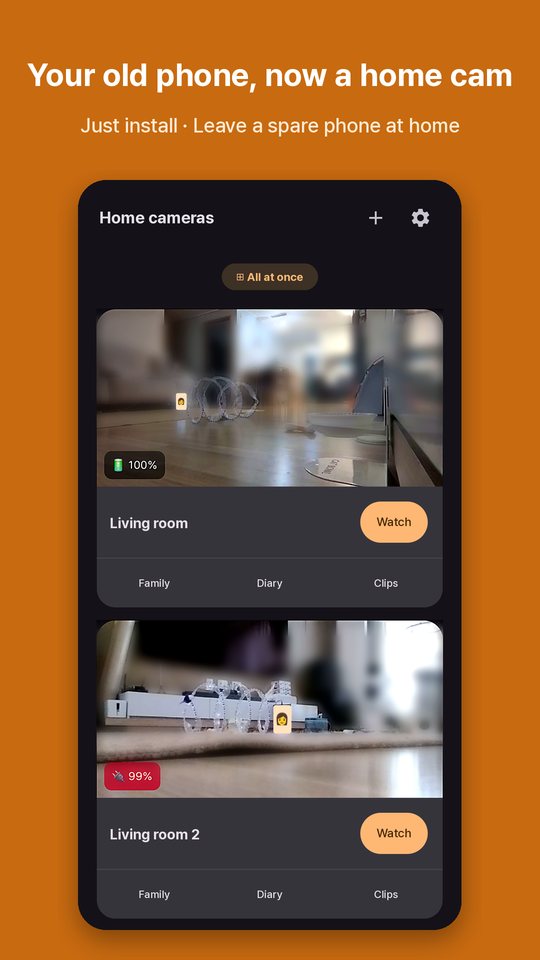 Your old phone, now a home cam
Just install · Leave a spare phone at home
Home cameras
All at once
100%
Living room
Watch
Family Diary Clips
99%
Living room 2
Watch
Family Diary Clips